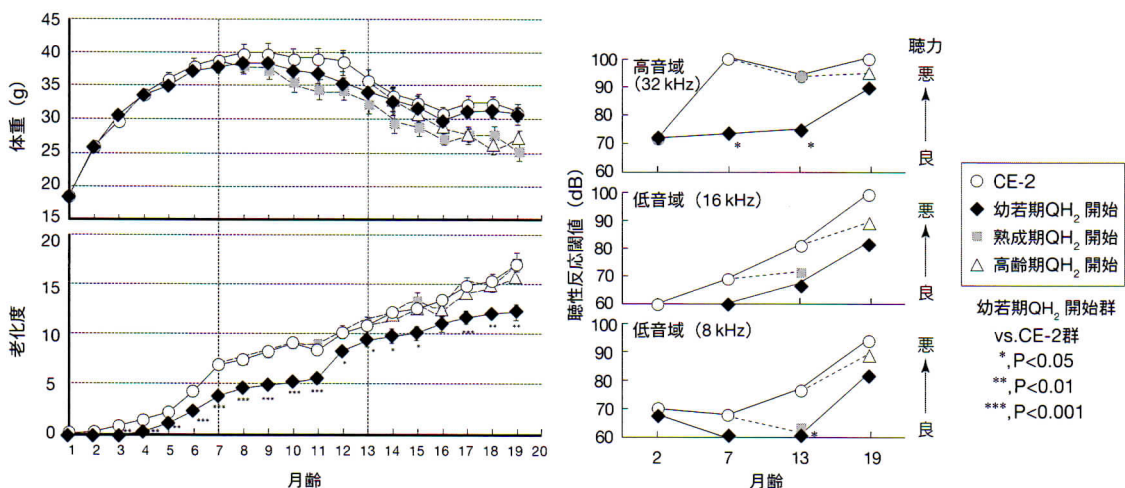 45
40
35
30
25
20
15
体重（g）
20
15
10
5
0
老化度
*** ** ** *** *** *** *** *** *** * * * * *** ** **
1 2 3 4 5 6 7 8 9 10 11 12 13 14 15 16 17 18 19 20
月齢
聴力
高音域
（32 kHz）
100
90
80
70
60
* *
悪
良
低音域（16 kHz）
100
90
80
70
60
悪
良
低音域（8 kHz）
100
90
80
70
60
*
悪
良
聴性反応閾値（dB）
2 7 13 19
月齢
CE-2
幼若期QH₂開始
熟成期QH₂開始
高齢期QH₂開始
幼若期QH₂開始群
vs.CE-2群
*,P<0.05
**,P<0.01
***,P<0.001